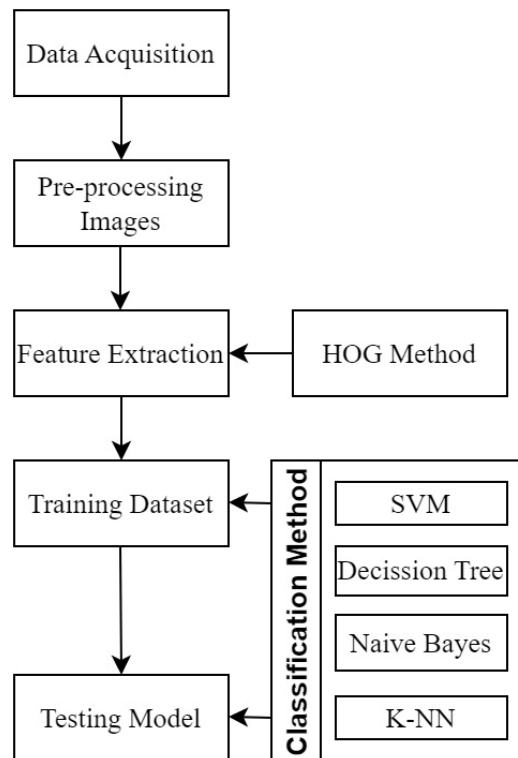 Data Acquisition
Pre-processing
Images
Feature Extraction
HOG Method
Training Dataset
Classification Method
SVM
Decission Tree
Naive Bayes
Testing Model
K-NN